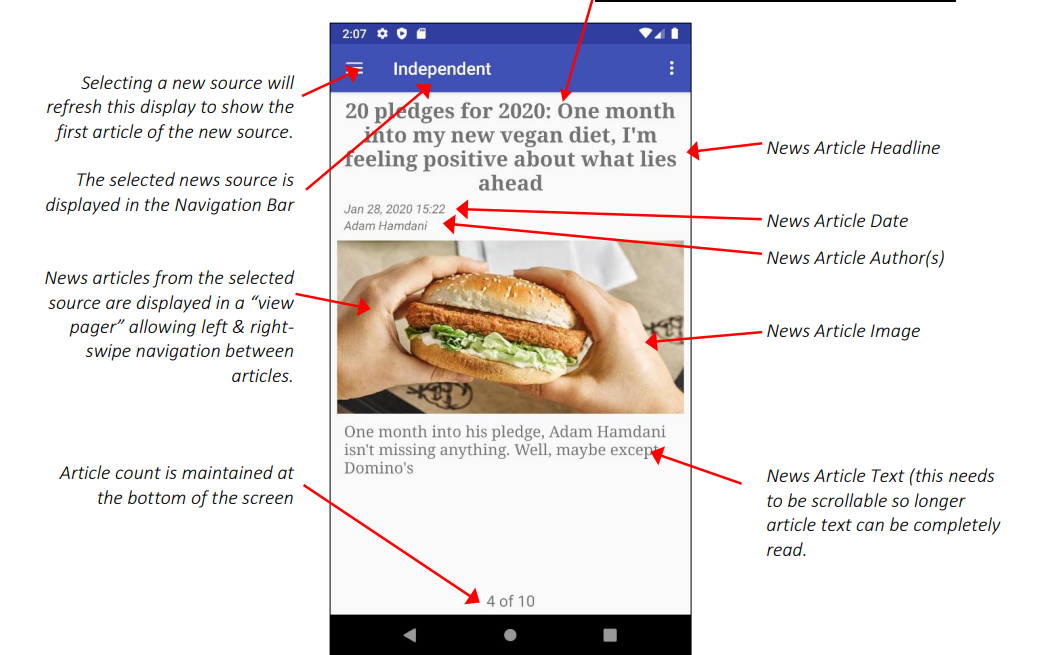 2:07
Independent
Selecting a new source will
refresh this display to show the
first article of the new source.
The selected news source is
displayed in the Navigation Bar
News articles from the selected
source are displayed in a “view
pager” allowing left & right-
swipe navigation between
articles.
Article count is maintained at
the bottom of the screen
20 pledges for 2020: One month
into my new vegan diet, I'm
feeling positive about what lies
ahead
Jan 28, 2020 15:22
Adam Hamdani
One month into his pledge, Adam Hamdani
isn't missing anything. Well, maybe except
Domino's
4 of 10
News Article Headline
News Article Date
News Article Author(s)
News Article Image
News Article Text (this needs
to be scrollable so longer
article text can be completely
read.